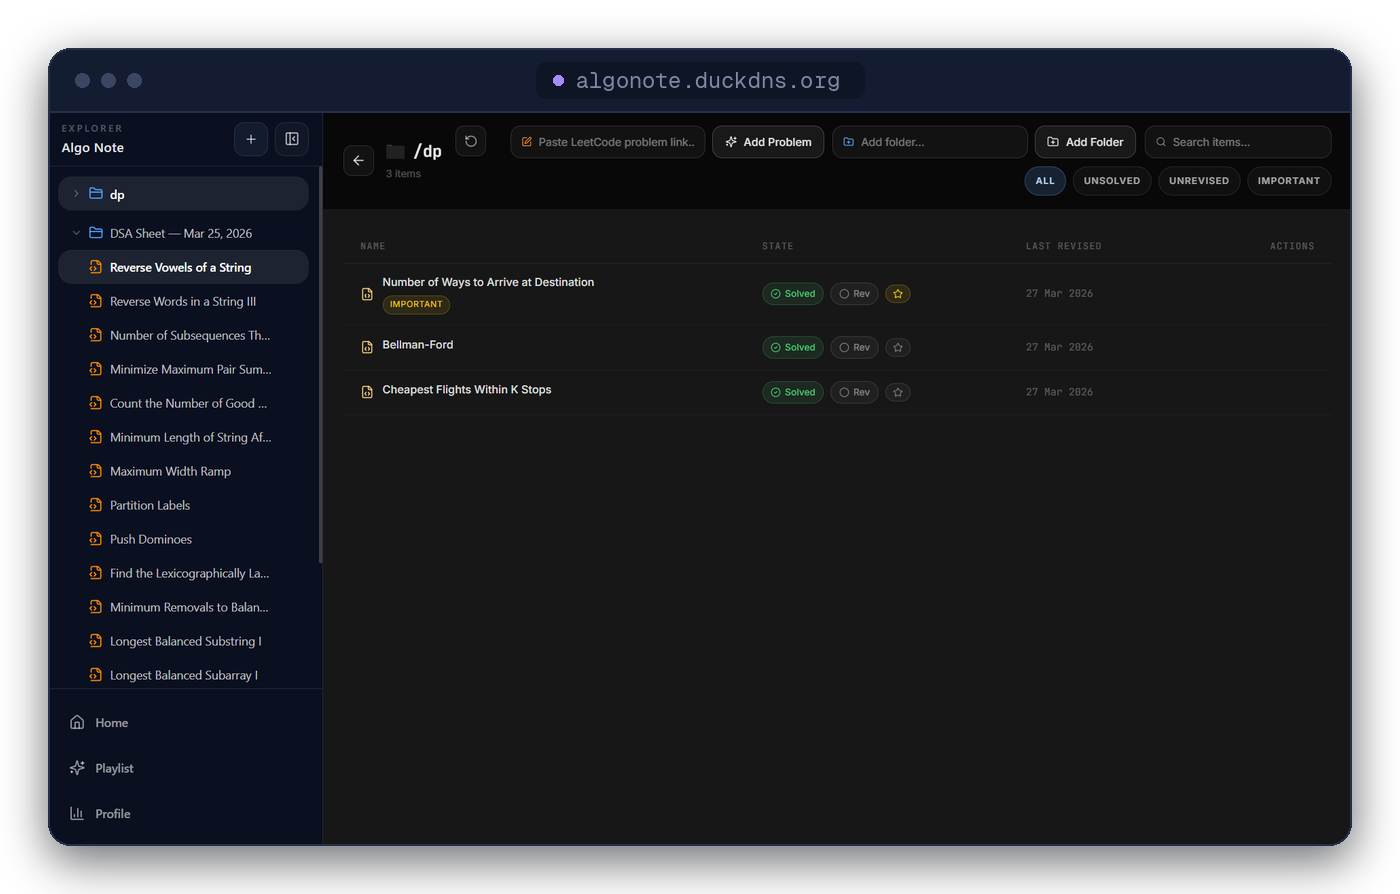 algonote.duckdns.org
EXPLORER
Algo Note
dp
DSA Sheet — Mar 25, 2026
Reverse Vowels of a String
Reverse Words in a String III
Number of Subsequences Th...
Minimize Maximum Pair Sum...
Count the Number of Good ...
Minimum Length of String Af...
Maximum Width Ramp
Partition Labels
Push Dominoes
Find the Lexicographically La...
Minimum Removals to Balan...
Longest Balanced Substring I
Longest Balanced Subarray I
Home
Playlist
Profile
/dp
3 items
Paste LeetCode problem link..
Add Problem
Add folder...
Add Folder
Search items...
ALL
UNSOLVED
UNREVISED
IMPORTANT
NAME STATE LAST REVISED ACTIONS
Number of Ways to Arrive at Destination
IMPORTANT
Solved Rev 27 Mar 2026
Bellman-Ford Solved Rev 27 Mar 2026
Cheapest Flights Within K Stops Solved Rev 27 Mar 2026